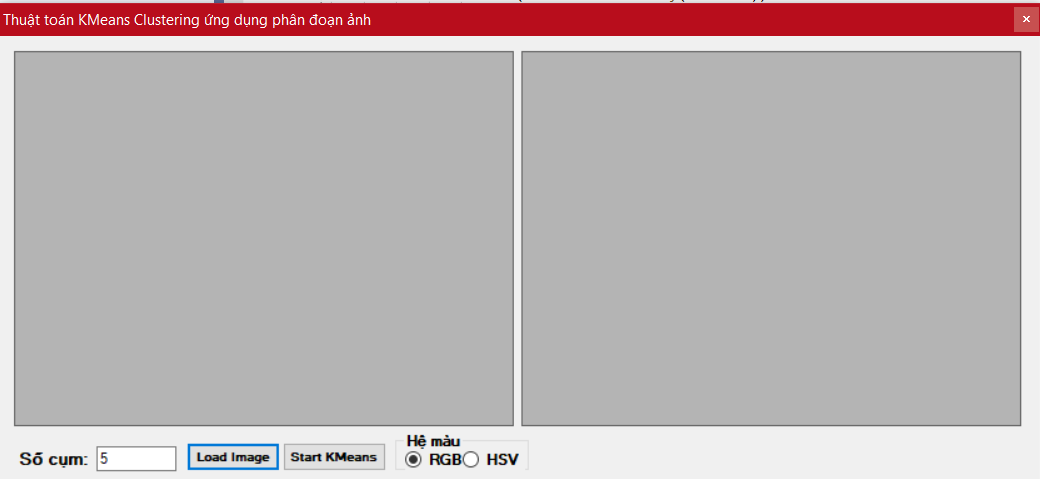 Thuật toán KMeans Clustering ứng dụng phân đoạn ảnh
Hệ màu
Số cụm: 5 Load Image Start KMeans RGB HSV